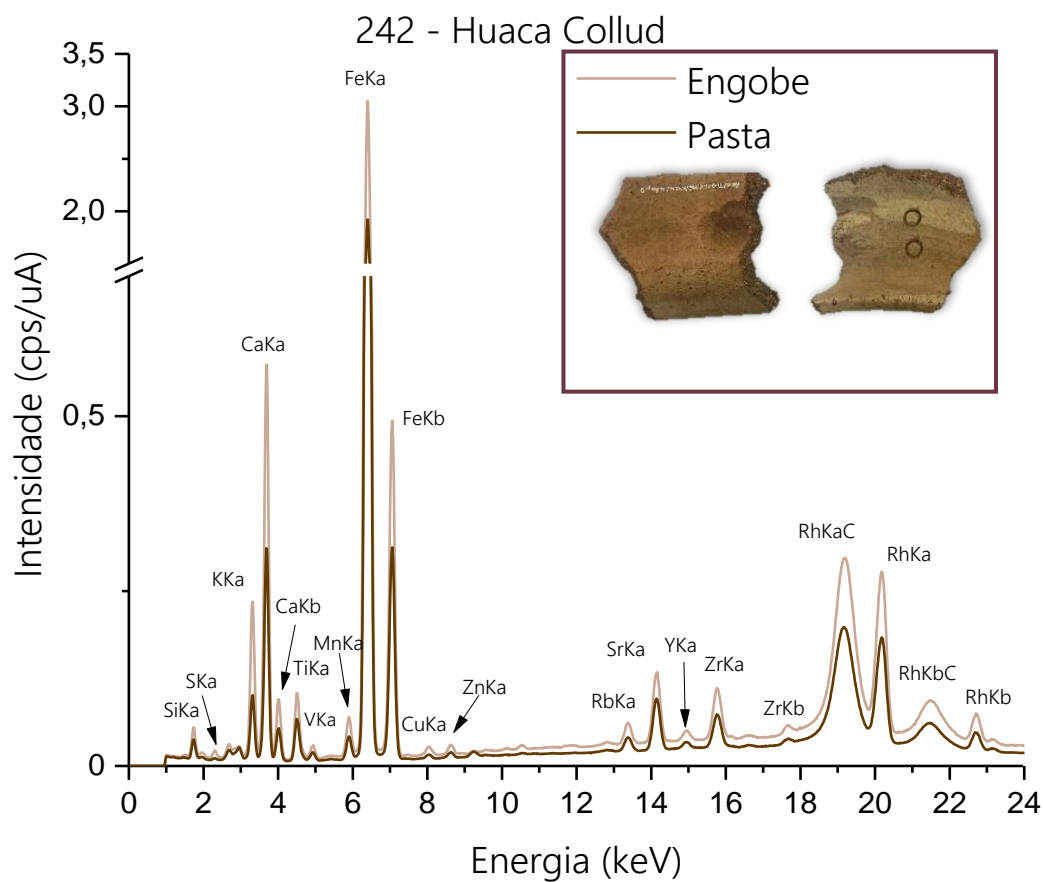 242 - Huaca Collud
Engobe
Pasta
Intensidade (cps/uA)
3,5
3,0
2,0
0,5
0
FeKa
CaKa
FeKb
KKa
CaKb
SKa
SiKa
TiKa
VKa
MnKa
CuKa
ZnKa
RbKa
SrKa
YKa
ZrKa
ZrKb
RhKaC
RhKa
RhKbC
RhKb
0 2 4 6 8 10 12 14 16 18 20 22 24
Energia (keV)